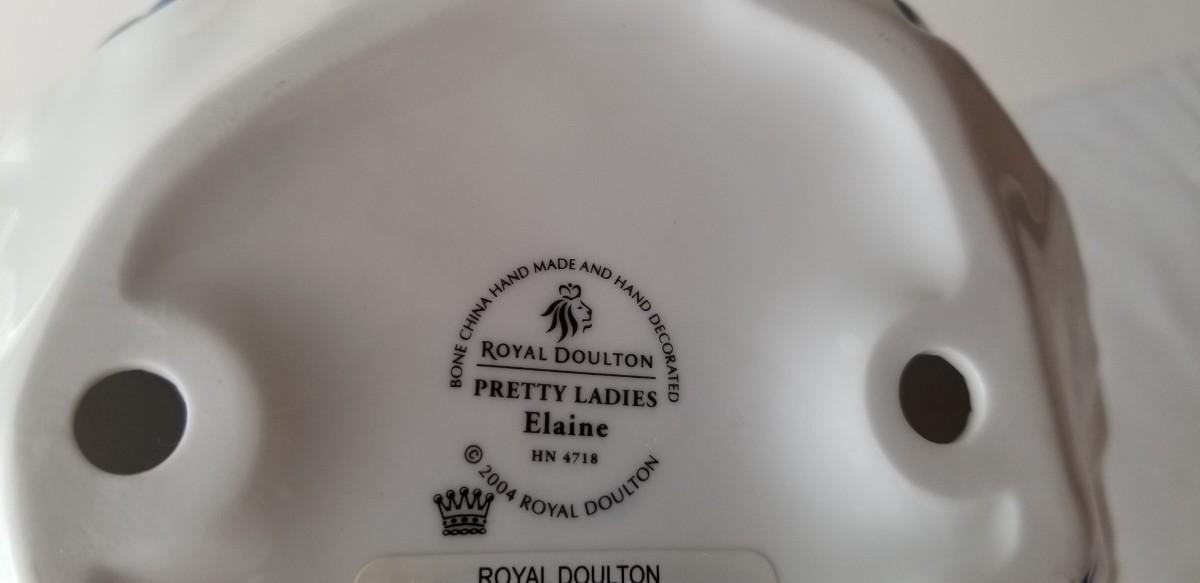 BONE CHINA HAND MADE AND HAND DECORATED
ROYAL DOULTON
PRETTY LADIES
Elaine
HN 4718
© 2004 ROYAL DOULTON
ROYAL DOULTON